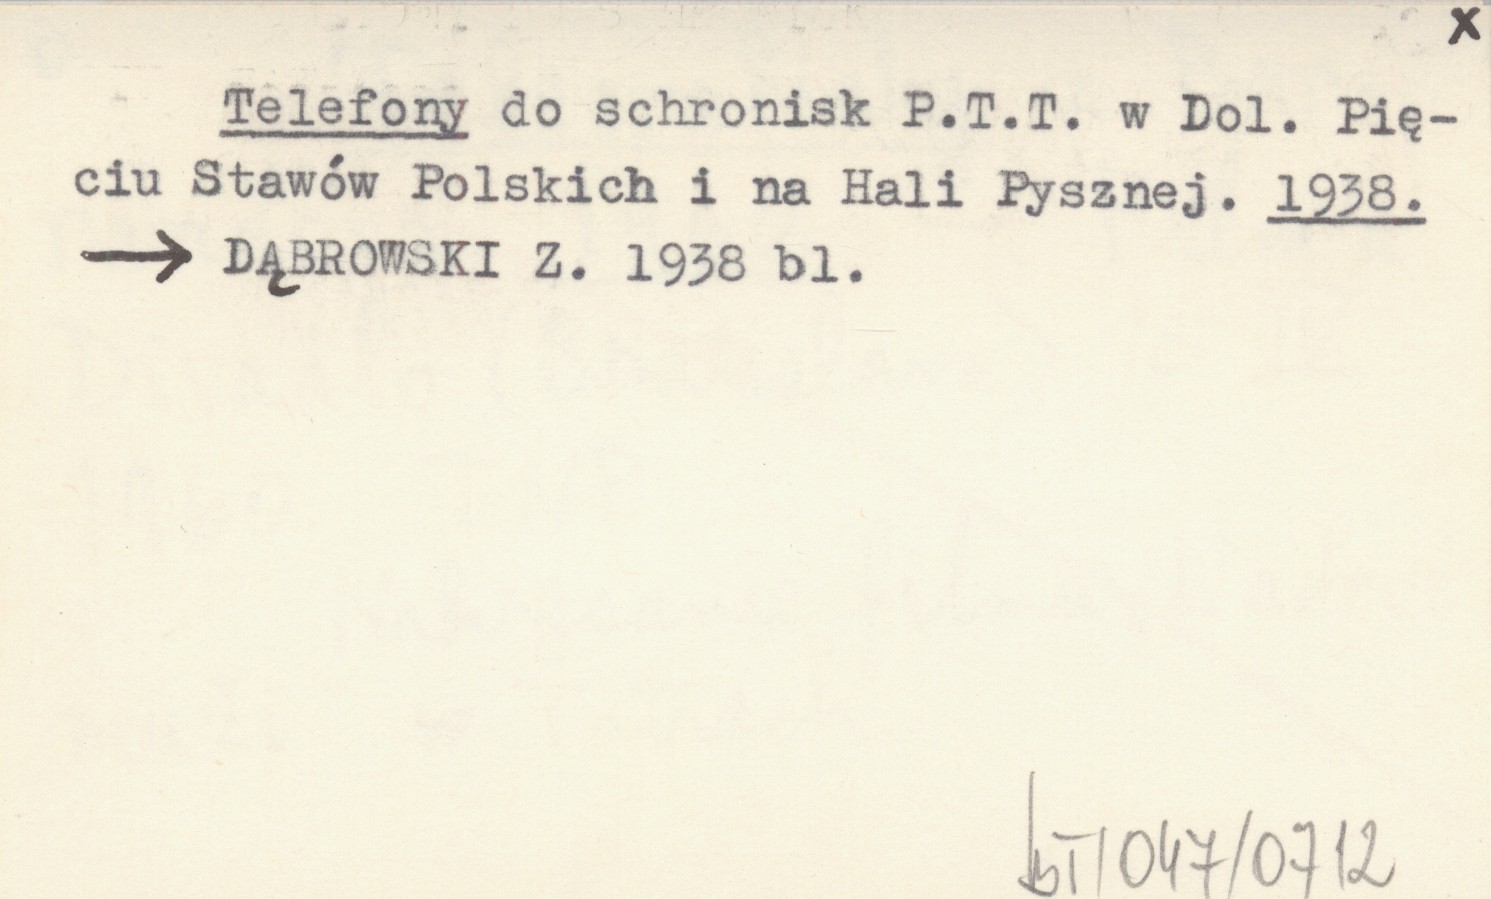 x
Telefony do schronisk P.T.T. w Dol. Pię-
ciu Stawów Polskich i na Hali Pysznej. 1938.
→ DĄBROWSKI Z. 1938 bl.
bT/047/0712